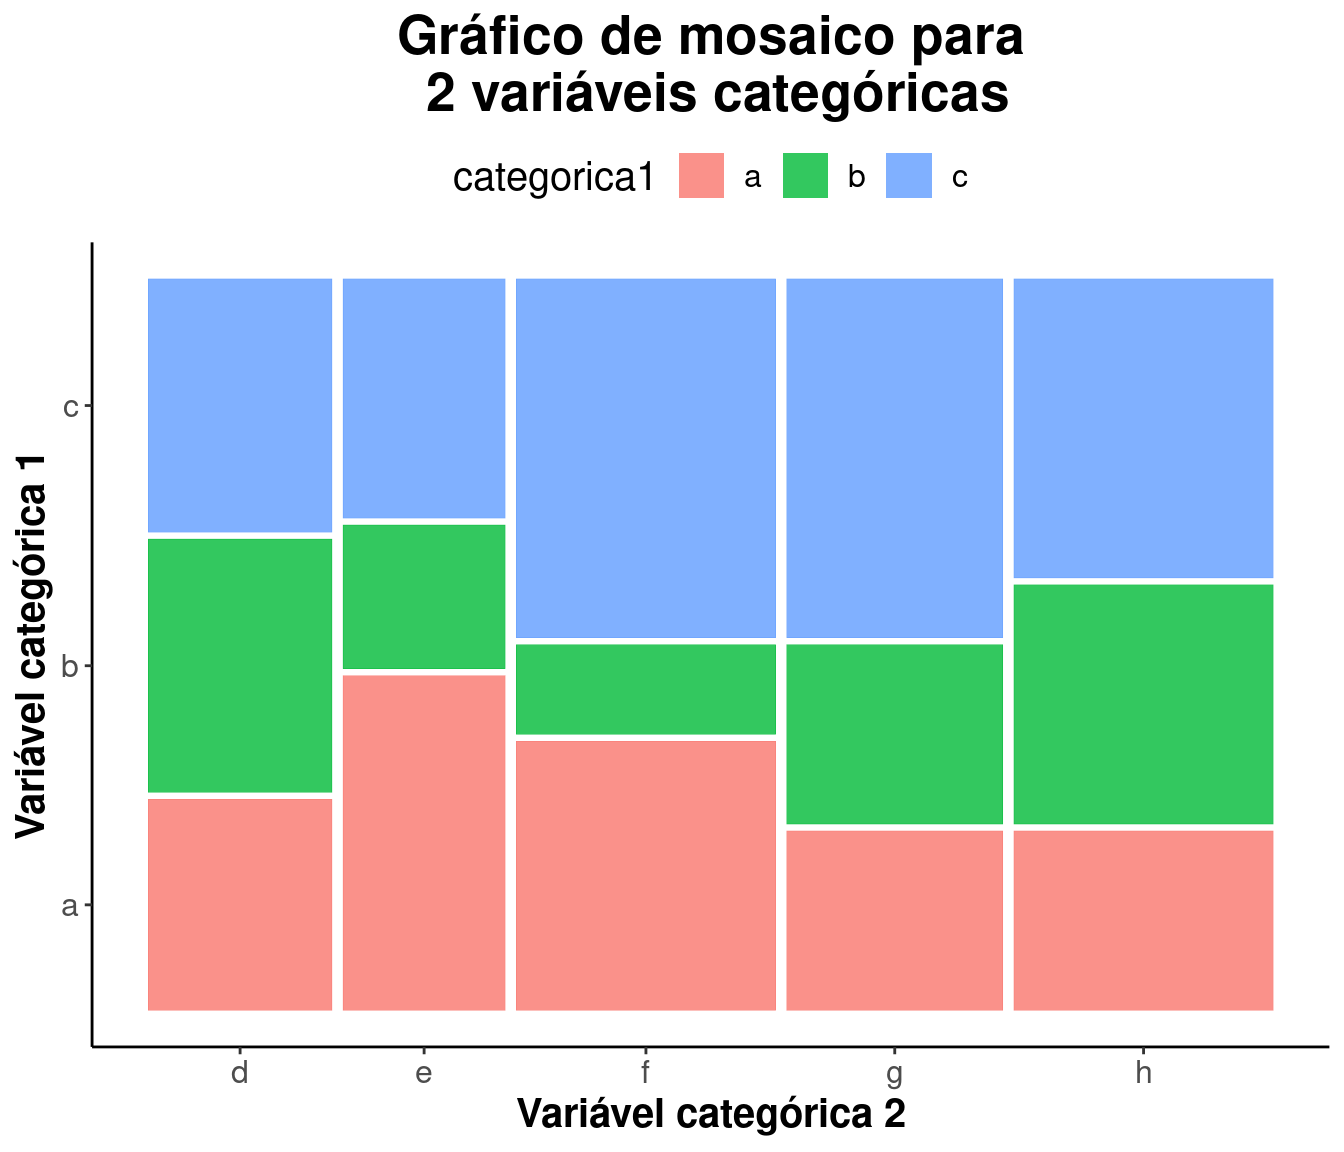 Gráfico de mosaico para
2 variáveis categóricas
categorica1 a b c
Variável categórica 1
c
b
a
d e f g h
Variável categórica 2